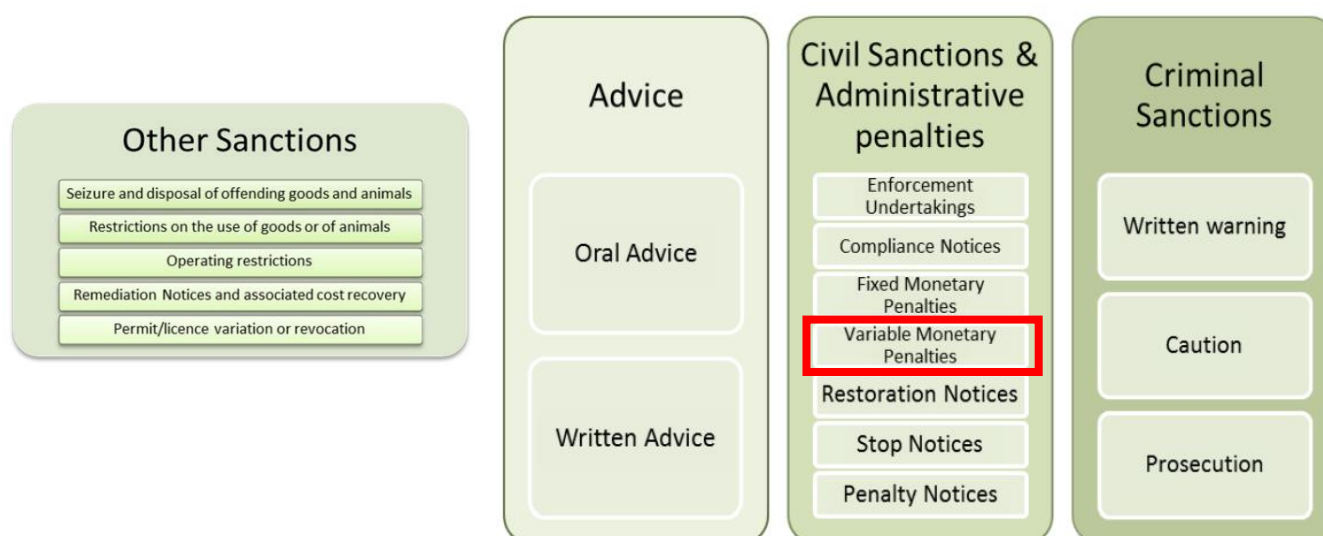 Other Sanctions
Seizure and disposal of offending goods and animals
Restrictions on the use of goods or of animals
Operating restrictions
Remediation Notices and associated cost recovery
Permit/licence variation or revocation
Advice
Oral Advice
Written Advice
Civil Sanctions &
Administrative
penalties
Enforcement
Undertakings
Compliance Notices
Fixed Monetary
Penalties
Variable Monetary
Penalties
Restoration Notices
Stop Notices
Penalty Notices
Criminal
Sanctions
Written warning
Caution
Prosecution